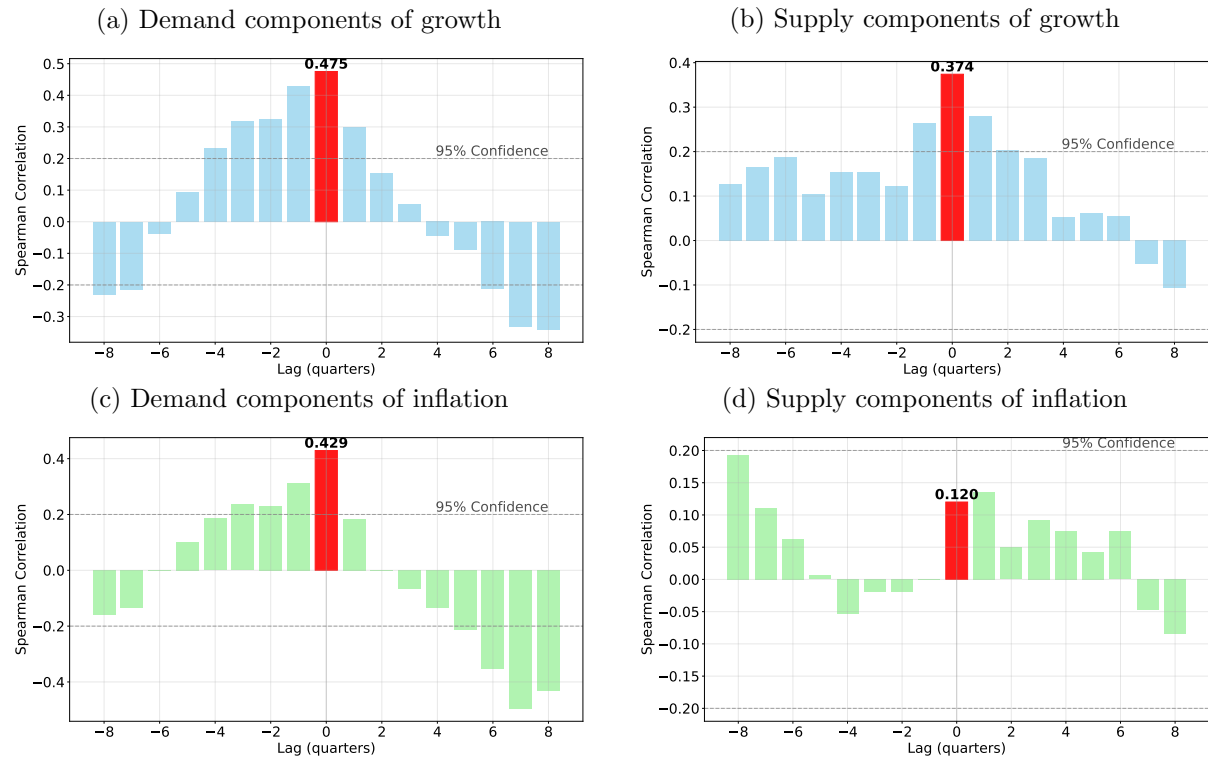 (a) Demand components of growth
0.475
0.5
0.4
0.3
0.2
0.1
0.0
−0.1
−0.2
−0.3
95% Confidence
Spearman Correlation
−8 −6 −4 −2 0 2 4 6 8
Lag (quarters)
(b) Supply components of growth
0.374
0.4
0.3
0.2
0.1
0.0
−0.1
−0.2
95% Confidence
Spearman Correlation
−8 −6 −4 −2 0 2 4 6 8
Lag (quarters)
(c) Demand components of inflation
0.429
0.4
0.2
0.0
−0.2
−0.4
95% Confidence
Spearman Correlation
−8 −6 −4 −2 0 2 4 6 8
Lag (quarters)
(d) Supply components of inflation
95% Confidence
0.120
0.20
0.15
0.10
0.05
0.00
−0.05
−0.10
−0.15
−0.20
Spearman Correlation
−8 −6 −4 −2 0 2 4 6 8
Lag (quarters)